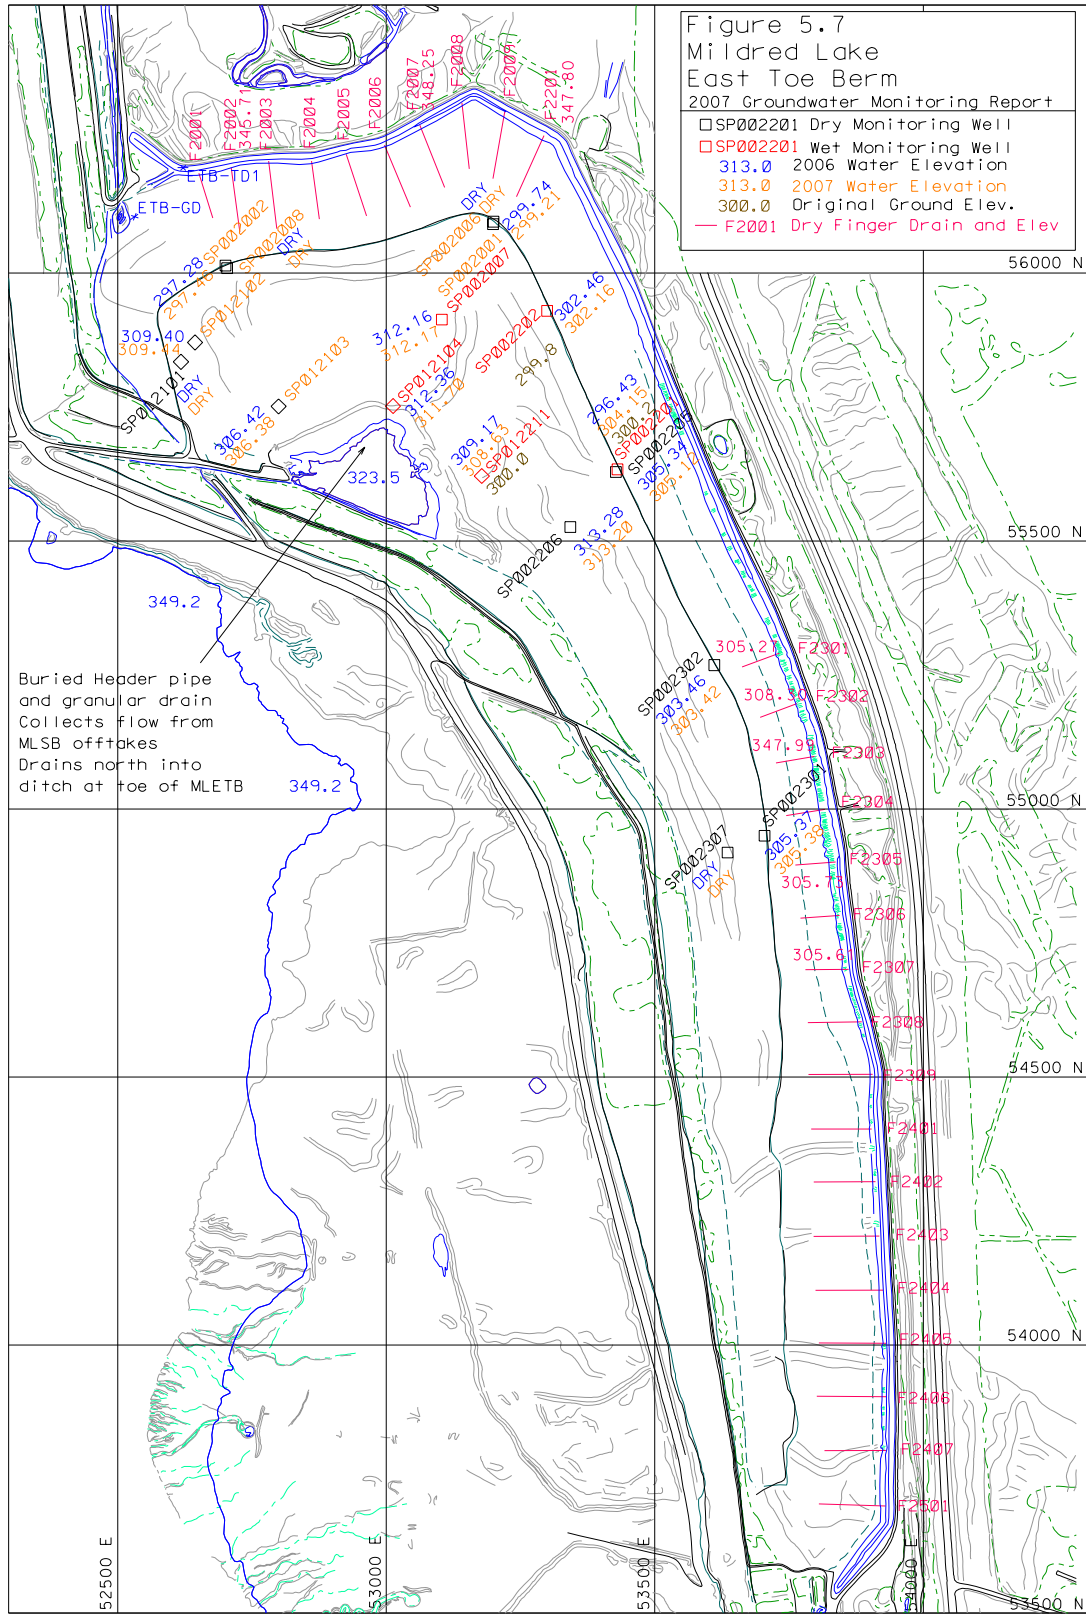 Figure 5.7
Mildred Lake
East Toe Berm
2007 Groundwater Monitoring Report
SP002201 Dry Monitoring Well
SP002201 Wet Monitoring Well
313.0 2006 Water Elevation
313.0 2007 Water Elevation
300.0 Original Ground Elev.
F2001 Dry Finger Drain and Elev
F2001
F2002
345.71
F2003
F2004
F2005
F2006
F2007
348.25
F2008
F2009
F2201
347.80
ETB-TD1
ETB-GD
SP002002
297.28
297.46
SP002008
DRY
DRY
SP012102
309.40
309.44
SP012101
DRY
DRY
SP012103
306.42
306.38
DRY
SP002006 DRY
SP002001
299.74
299.21
SP002007
312.16
312.17
SP002202
302.46
302.16
299.8
SP012104
312.36
311.70
309.17
308.63
SP012211
300.0
296.43
304.15
300.2
SP002205
305.34
305.10
SP002206
313.28
313.20
323.5
349.2
349.2
Buried Header pipe
and granular drain
Collects flow from
MLSB offtakes
Drains north into
ditch at toe of MLETB
SP002302
303.46
303.42
SP002301
305.37
305.38
SP002307
DRY
DRY
305.27 F2301
F2302
347.99 F2303
F2304
F2305
305.73
F2306
F2307
F2308
F2309
F2401
F2402
F2403
F2404
F2405
F2406
F2407
F2501
56000 N
55500 N
55000 N
54500 N
54000 N
53500 N
52500 E
53000 E
53500 E
54000 E